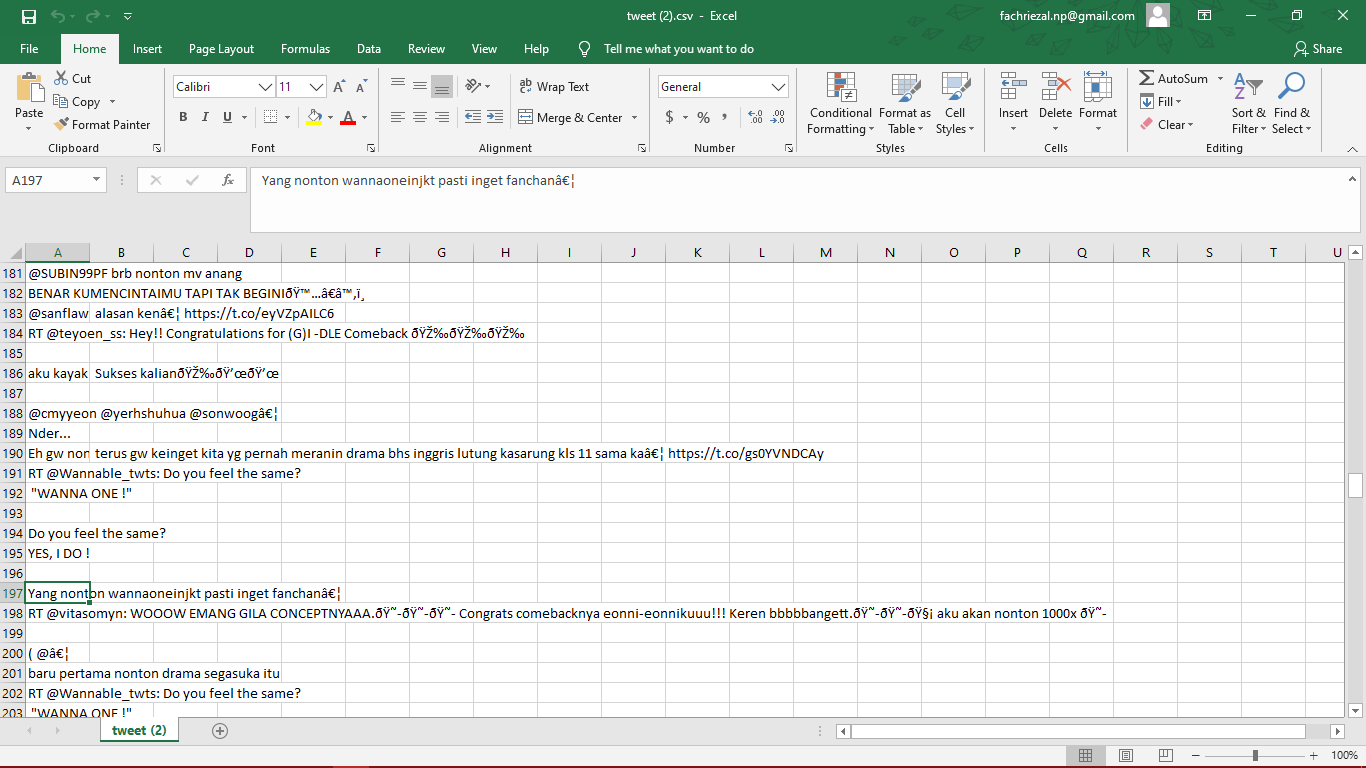 tweet (2).csv - Excel
fachriezal.np@gmail.com
File Home Insert Page Layout Formulas Data Review View Help Tell me what you want to do Share
Paste
Cut
Copy
Format Painter
Clipboard
Calibri 11
B I U
Font
Wrap Text
Merge & Center
Alignment
General
$ % ,
Number
Conditional Formatting
Format as Table
Cell Styles
Styles
Insert Delete Format
Cells
AutoSum
Fill
Clear
Sort & Filter
Find & Select
Editing
A197 fx Yang nonton wannaoneinjkt pasti inget fanchanâ€¦
A B C D E F G H I J K L M N O P Q R S T U
181 @SUBIN99PF brb nonton mv anang
182 BENAR KUMENCINTAIMU TAPI TAK BEGINIðŸ™…â€â™‚ï¸
183 @sanflaw alasan kenâ€¦ https://t.co/eyVZpAILC6
184 RT @teyoen_ss: Hey!! Congratulations for (G)I -DLE Comeback ðŸŽ‰ðŸŽ‰ðŸŽ‰
185
186 aku kayak Sukses kalianðŸŽ‰ðŸ’œðŸ’œ
187
188 @cmyyeon @yerhshuhua @sonwoogâ€¦
189 Nder...
190 Eh gw non terus gw keinget kita yg pernah meranin drama bhs inggris lutung kasarung kls 11 sama kaâ€¦ https://t.co/gs0YVNDCAy
191 RT @Wannable_twts: Do you feel the same?
192 "WANNA ONE !"
193
194 Do you feel the same?
195 YES, I DO !
196
197 Yang nonton wannaoneinjkt pasti inget fanchanâ€¦
198 RT @vitasomyn: WOOOW EMANG GILA CONCEPTNYAAA.ðŸ˜-ðŸ˜-ðŸ˜- Congrats comebacknya eonni-eonnikuuu!!! Keren bbbbbangett.ðŸ˜-ðŸ˜-ðŸ§¡ aku akan nonton 1000x ðŸ˜-
199
200 ( @â€¦
201 baru pertama nonton drama segasuka itu
202 RT @Wannable_twts: Do you feel the same?
203 "WANNA ONE !"
tweet (2)
100%